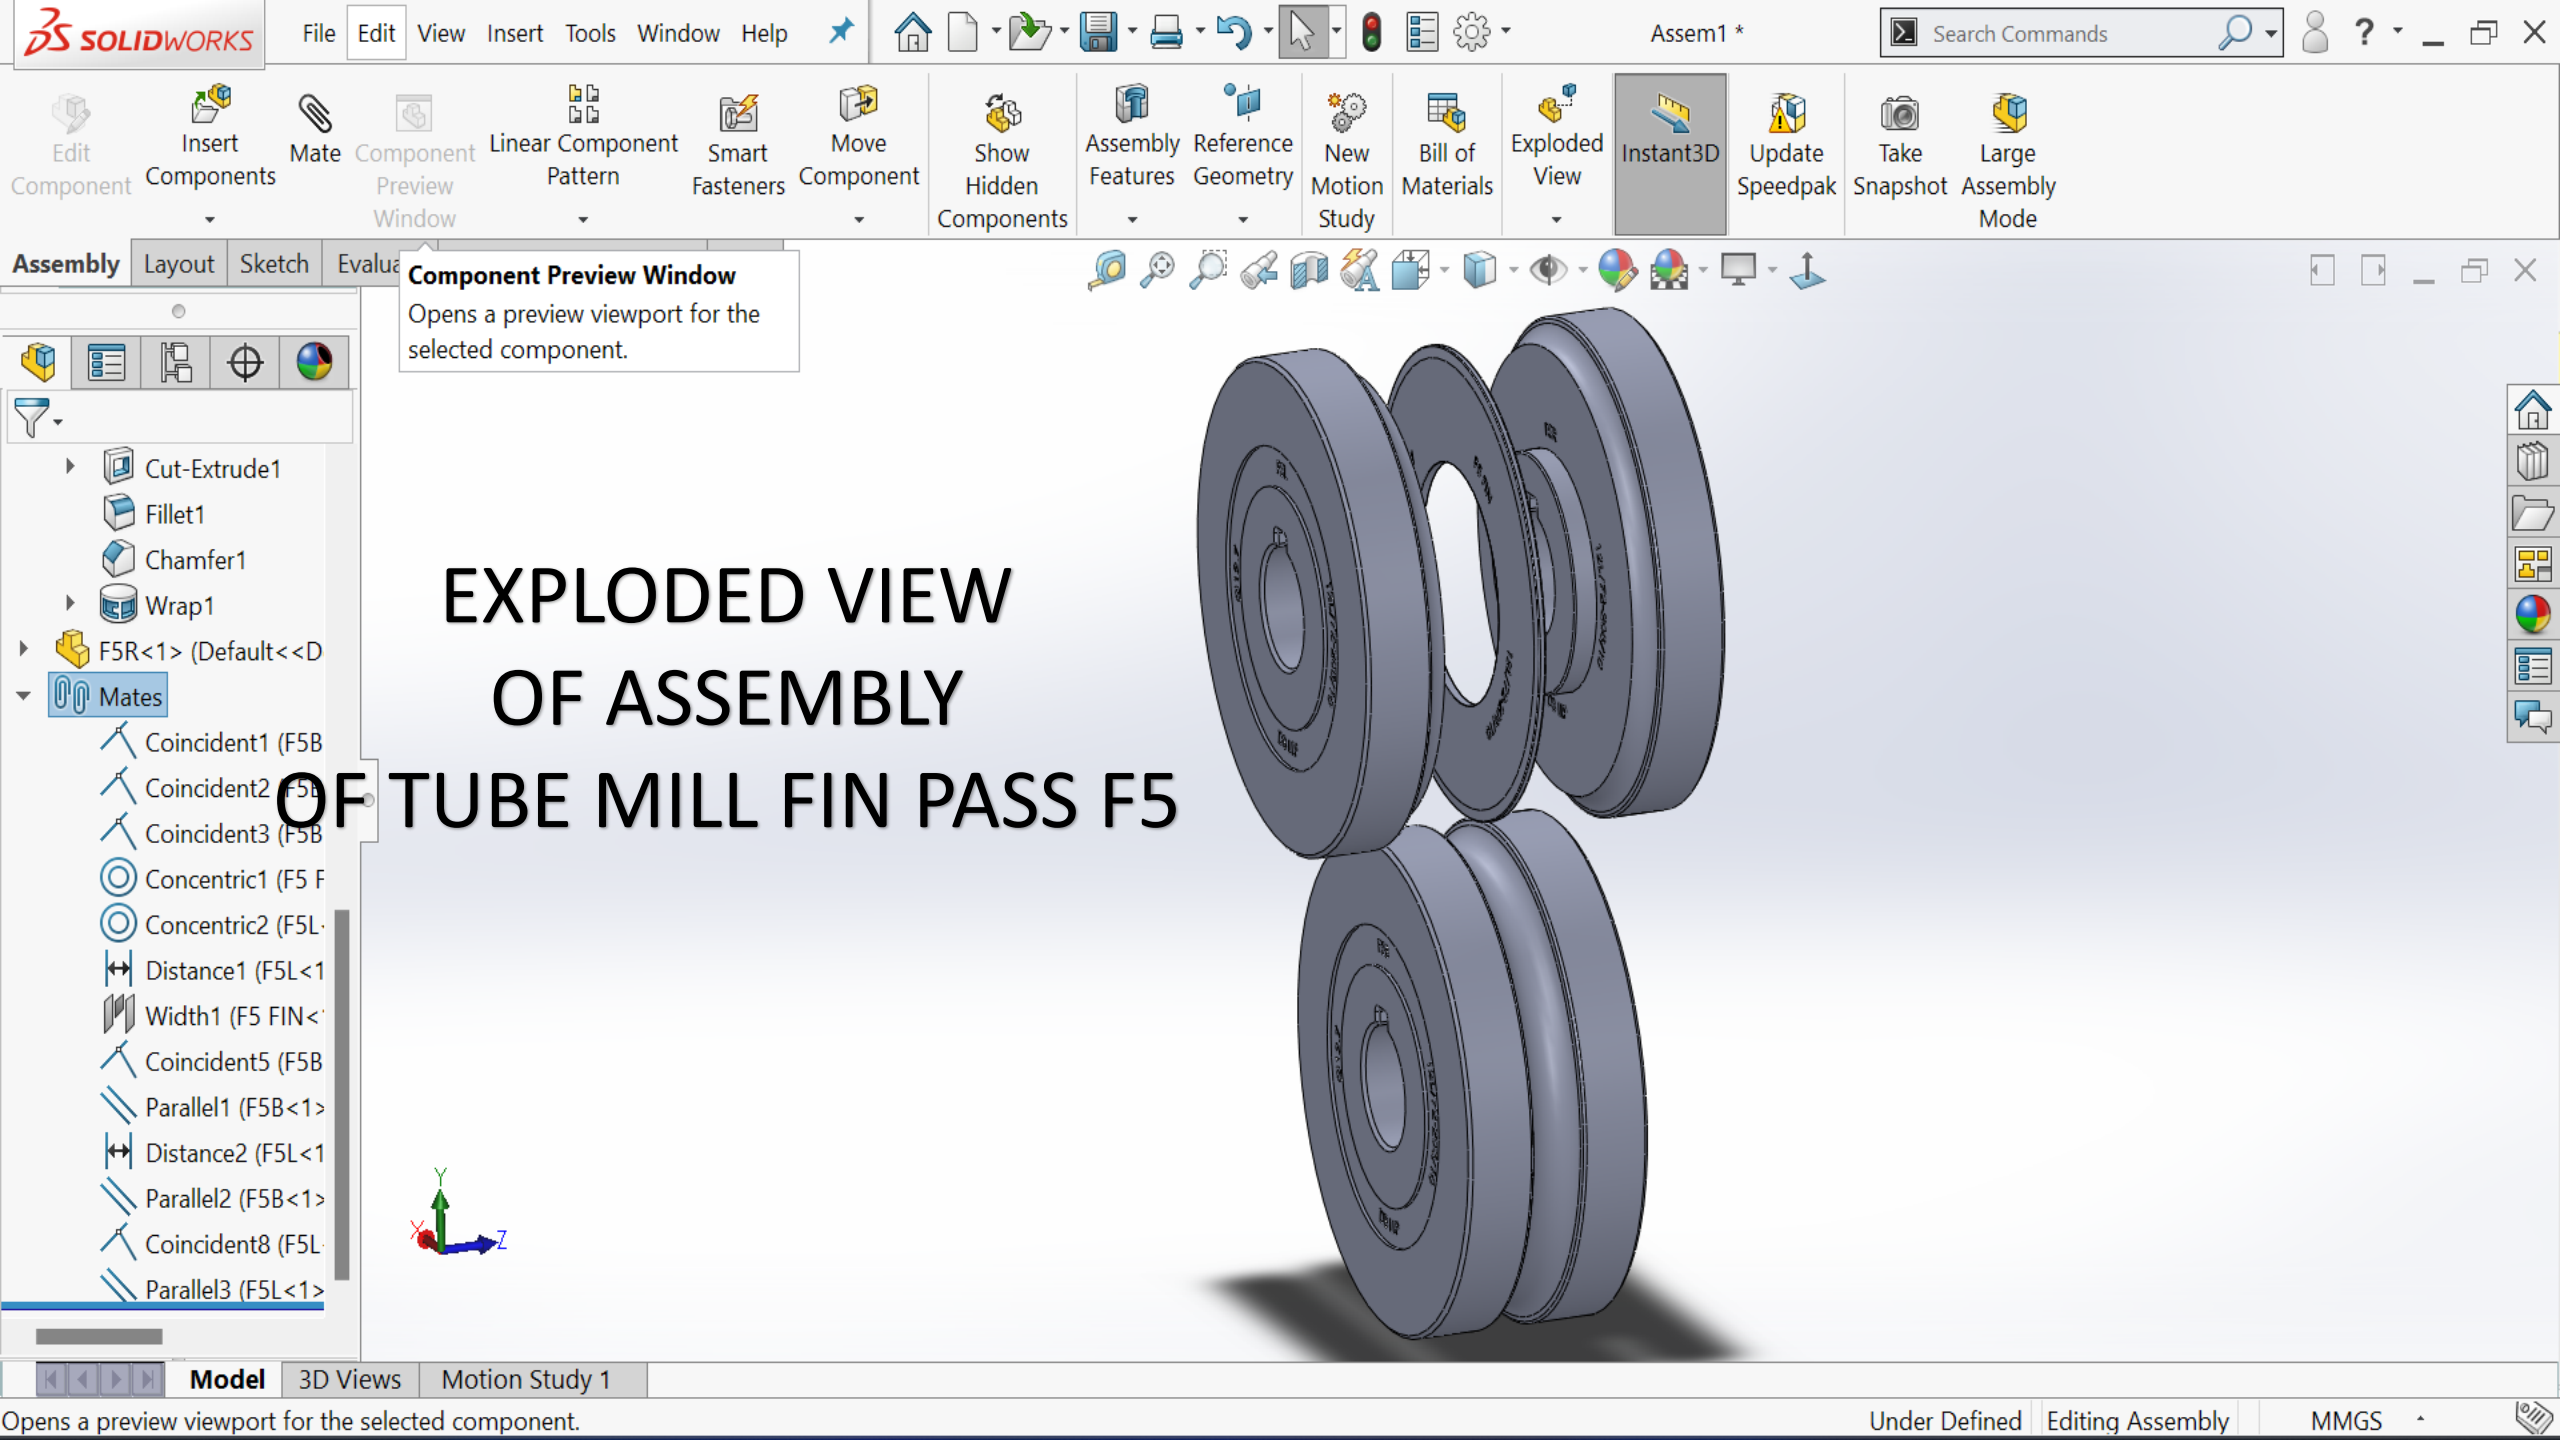 SOLIDWORKS
File Edit View Insert Tools Window Help
Assem1 *
Search Commands
?
Edit Component
Insert Components
Mate
Component Preview Window
Linear Component Pattern
Smart Fasteners
Move Component
Show Hidden Components
Assembly Features
Reference Geometry
New Motion Study
Bill of Materials
Exploded View
Instant3D
Update Speedpak
Take Snapshot
Large Assembly Mode
Assembly Layout Sketch Evalua
Component Preview Window
Opens a preview viewport for the
selected component.
Cut-Extrude1
Fillet1
Chamfer1
Wrap1
F5R<1> (Default<<D
Mates
Coincident1 (F5B
Coincident2 (F5B
Coincident3 (F5B
Concentric1 (F5 F
Concentric2 (F5L
Distance1 (F5L<1
Width1 (F5 FIN<
Coincident5 (F5B
Parallel1 (F5B<1>
Distance2 (F5L<1
Parallel2 (F5B<1>
Coincident8 (F5L
Parallel3 (F5L<1>
EXPLODED VIEW
OF ASSEMBLY
OF TUBE MILL FIN PASS F5
Y
X
Z
Model 3D Views Motion Study 1
Opens a preview viewport for the selected component.
Under Defined Editing Assembly MMGS